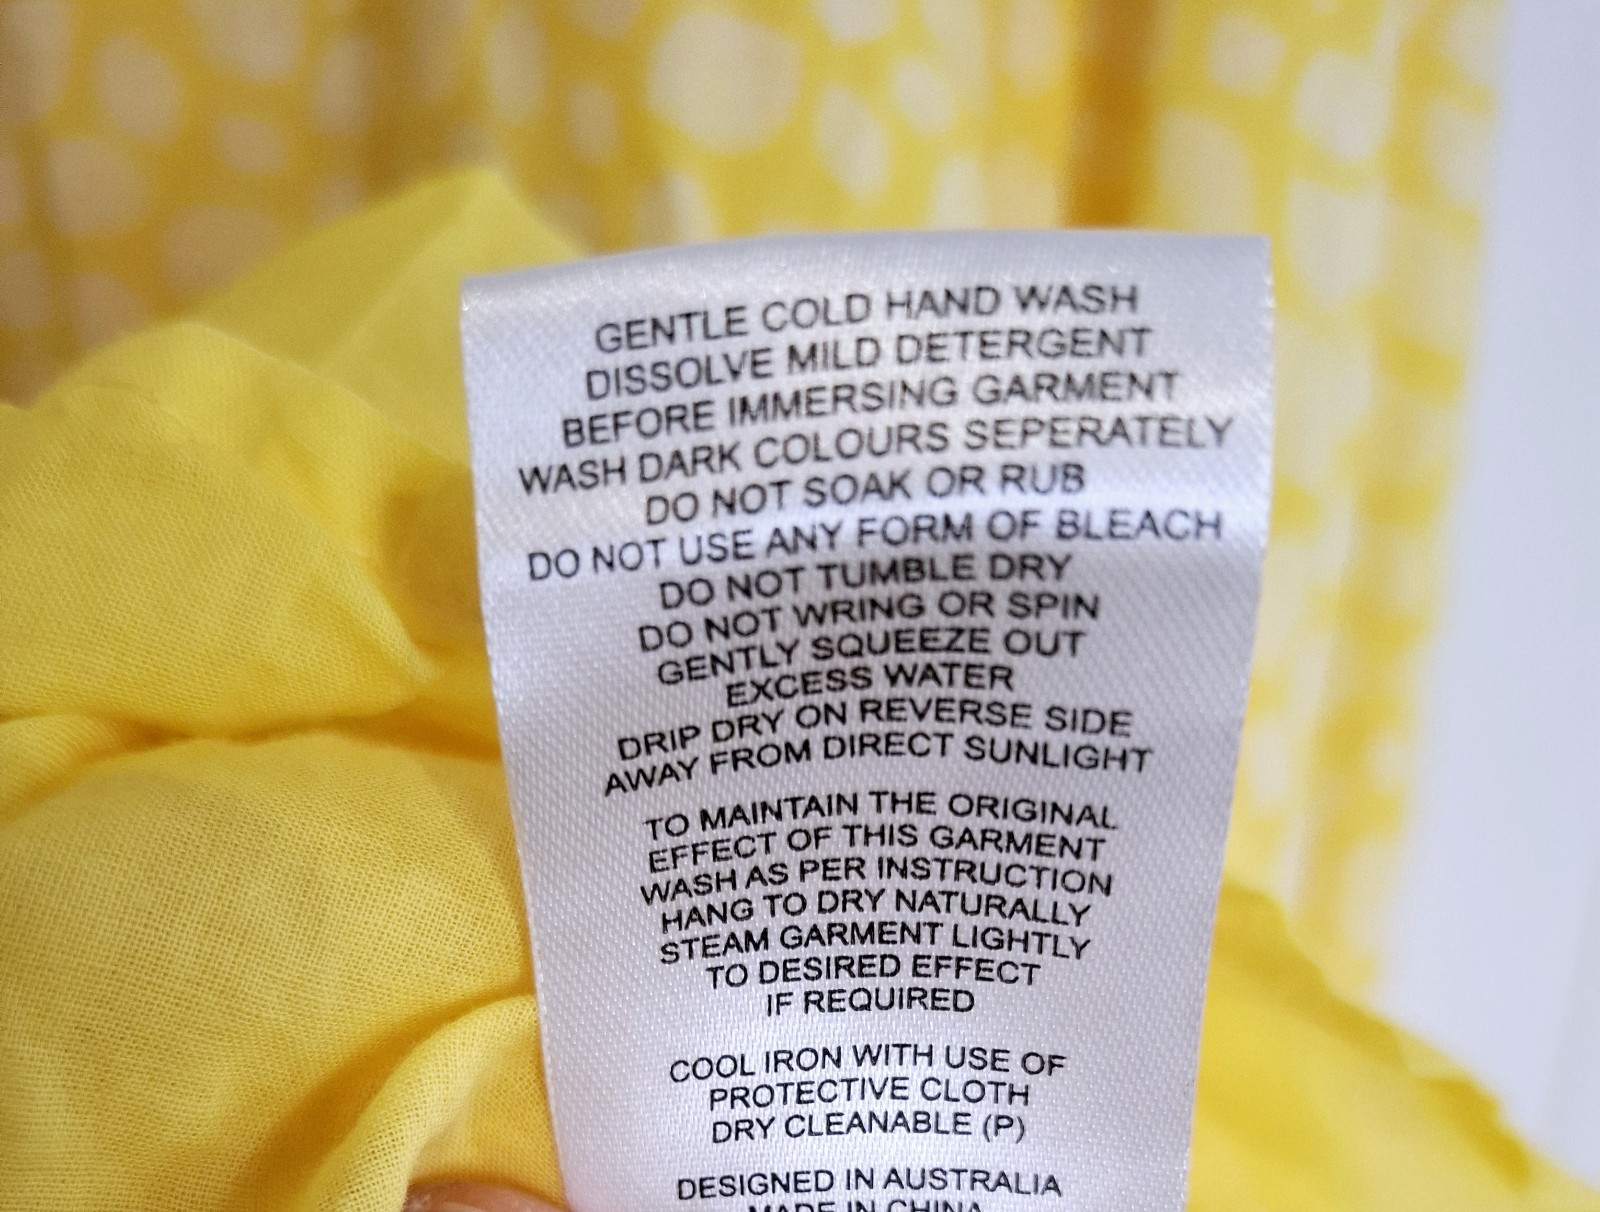 GENTLE COLD HAND WASH
DISSOLVE MILD DETERGENT
BEFORE IMMERSING GARMENT
WASH DARK COLOURS SEPERATELY
DO NOT SOAK OR RUB
DO NOT USE ANY FORM OF BLEACH
DO NOT TUMBLE DRY
DO NOT WRING OR SPIN
GENTLY SQUEEZE OUT
EXCESS WATER
DRIP DRY ON REVERSE SIDE
AWAY FROM DIRECT SUNLIGHT
TO MAINTAIN THE ORIGINAL
EFFECT OF THIS GARMENT
WASH AS PER INSTRUCTION
HANG TO DRY NATURALLY
STEAM GARMENT LIGHTLY
TO DESIRED EFFECT
IF REQUIRED
COOL IRON WITH USE OF
PROTECTIVE CLOTH
DRY CLEANABLE (P)
DESIGNED IN AUSTRALIA
MADE IN CHINA